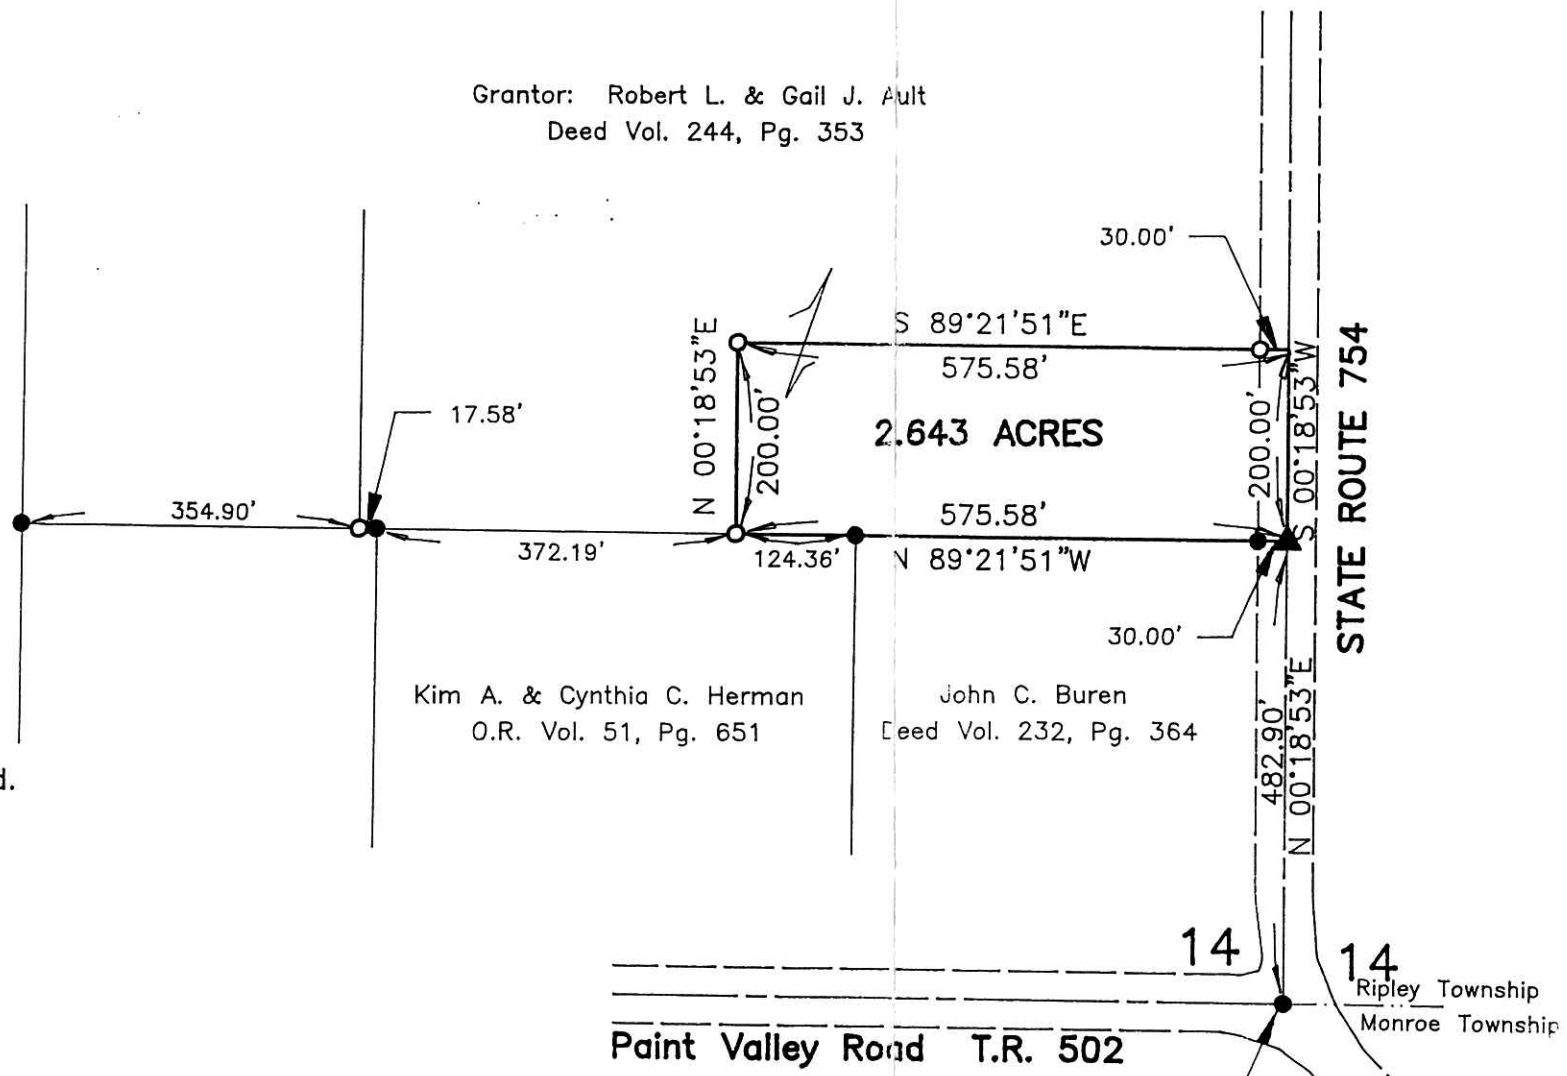 Grantor: Robert L. & Gail J. Ault
Deed Vol. 244, Pg. 353
30.00'
S 89°21'51"E
575.58'
N 00°18'53"E
200.00'
2.643 ACRES
200.00'
S 00°18'53"W
STATE ROUTE 754
17.58'
354.90'
372.19'
124.36'
575.58'
N 89°21'51"W
30.00'
Kim A. & Cynthia C. Herman
O.R. Vol. 51, Pg. 651
John C. Buren
Deed Vol. 232, Pg. 364
482.90'
N 00°18'53"E
d.
14
14
Ripley Township
Monroe Township
Paint Valley Road T.R. 502